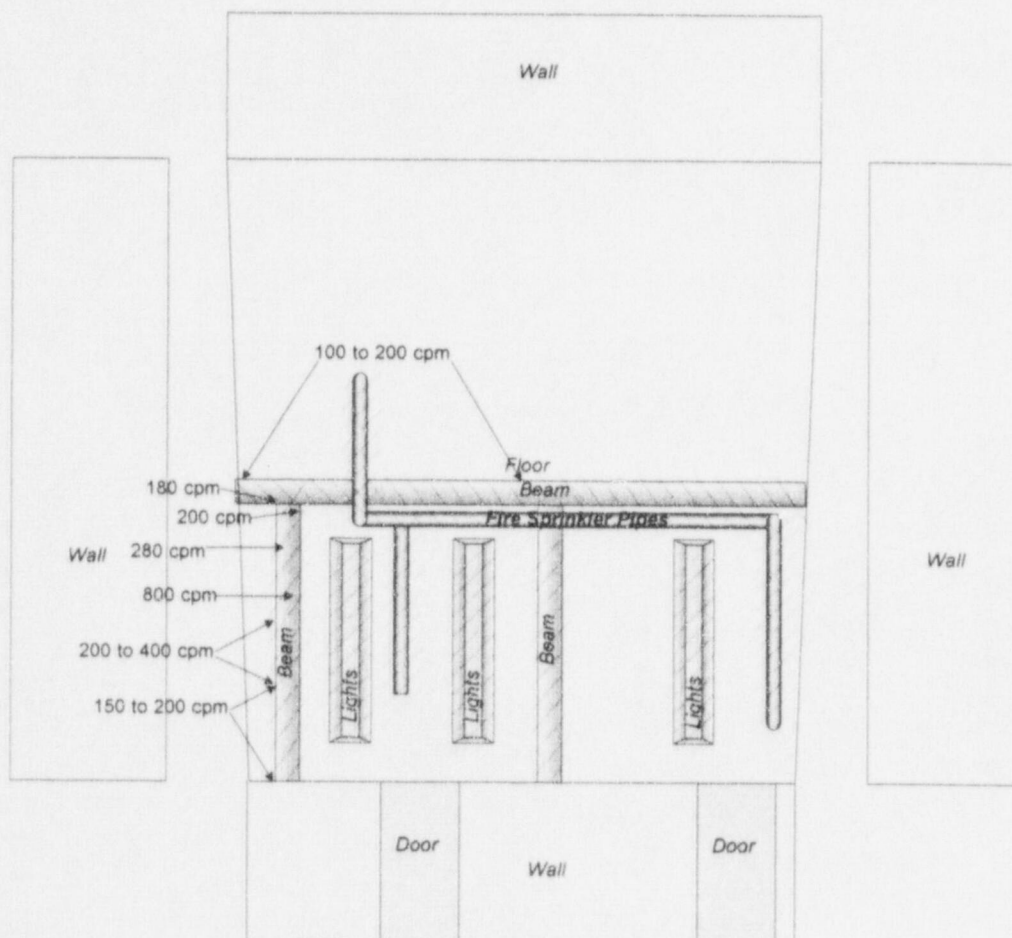 Wall
100 to 200 cpm
Floor
Beam
180 cpm
200 cpm
Fire Sprinkler Pipes
Wall
280 cpm
Wall
800 cpm
200 to 400 cpm
Beam
Beam
150 to 200 cpm
Lights
Lights
Lights
Door
Wall
Door